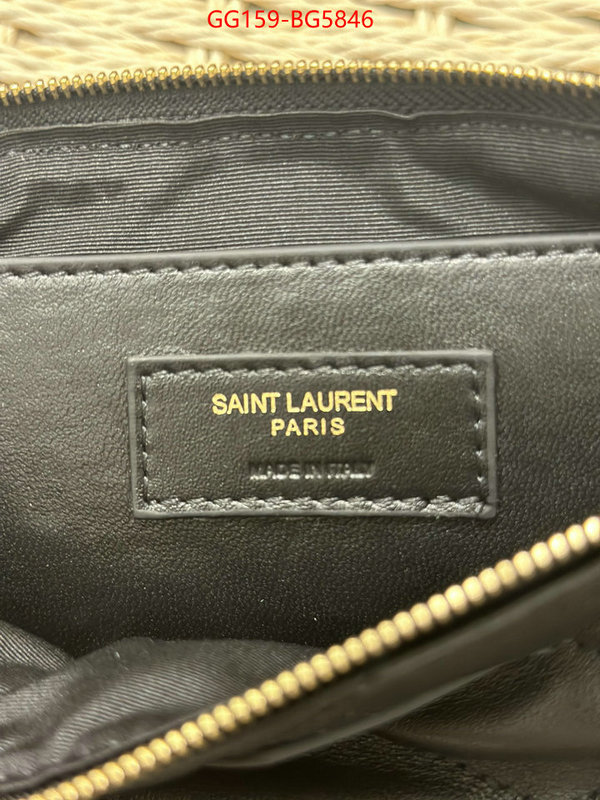 GG159-BG5846
SAINT LAURENT
PARIS
MADE IN ITALY